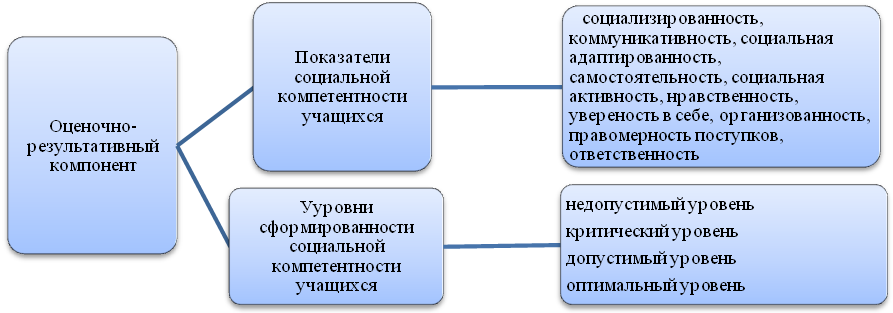 Оценочно-
результативный
компонент
Показатели
социальной
компетентности
учащихся
социализированность,
коммуникативность, социальная
адаптированность,
самостоятельность, социальная
активность, нравственность,
увереность в себе, организованность,
правомерность поступков,
ответственность
Ууровни
сформированности
социальной
компетентности
учащихся
недопустимый уровень
критический уровень
допустимый уровень
оптимальный уровень